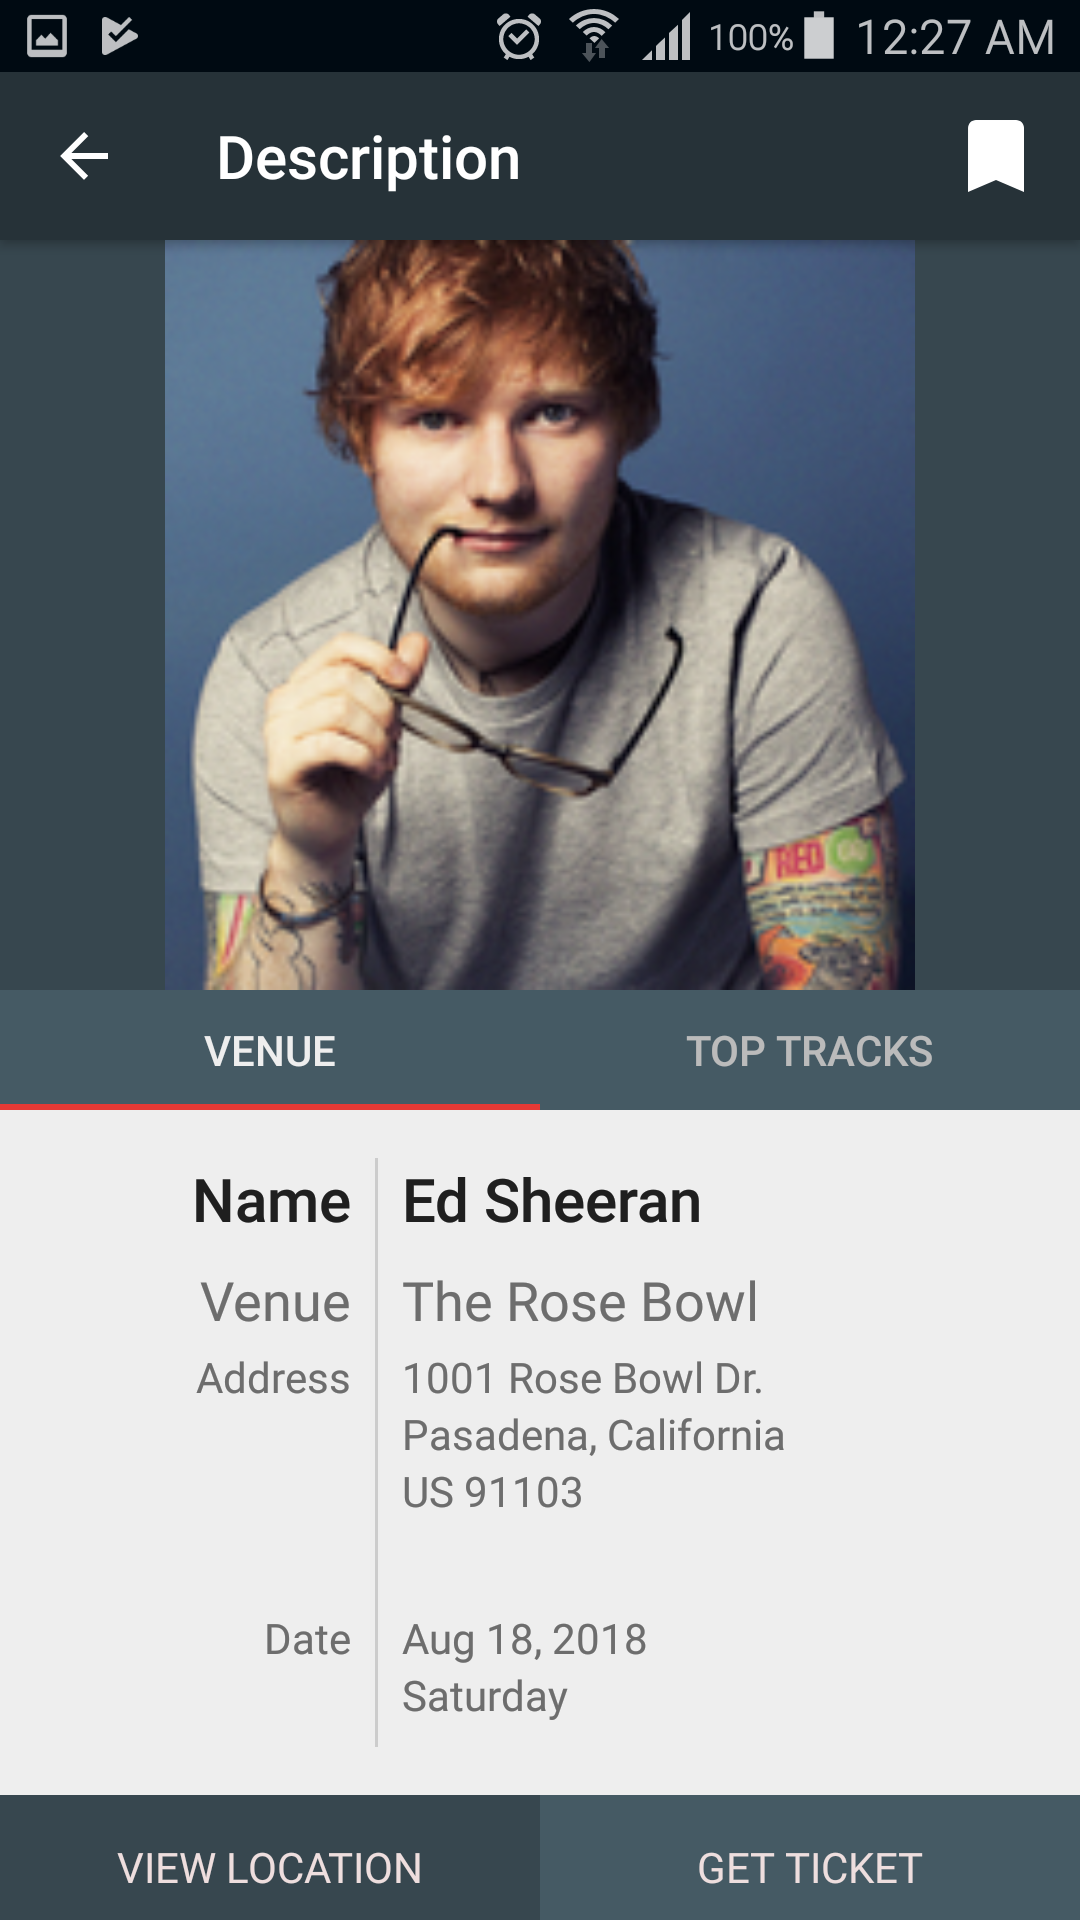 100% 12:27 AM
Description
RED
VENUE TOP TRACKS
Name Ed Sheeran
Venue The Rose Bowl
Address 1001 Rose Bowl Dr.
Pasadena, California
US 91103
Date Aug 18, 2018
Saturday
VIEW LOCATION GET TICKET